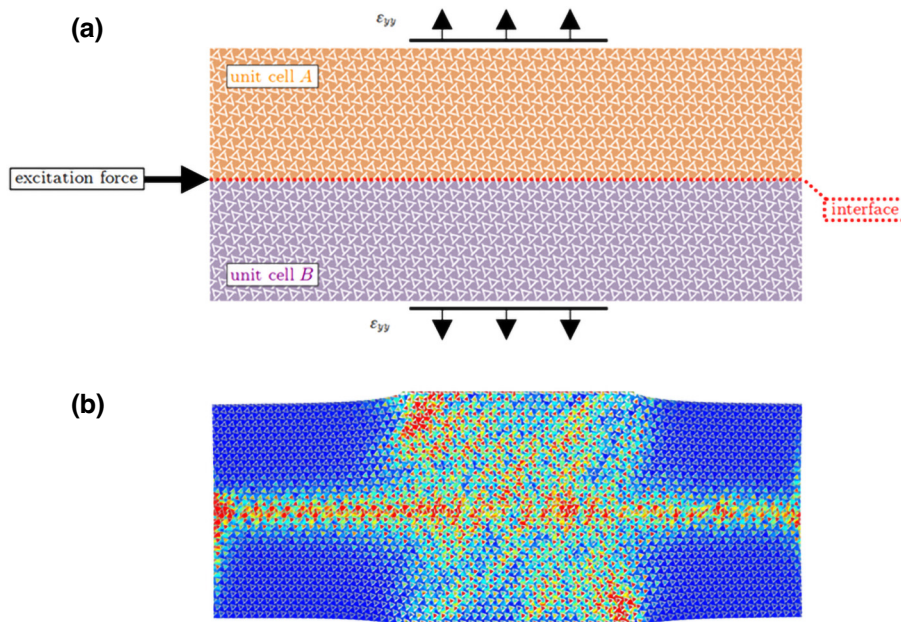 (a)
εyy
unit cell A
excitation force
interface
unit cell B
εyy
(b)